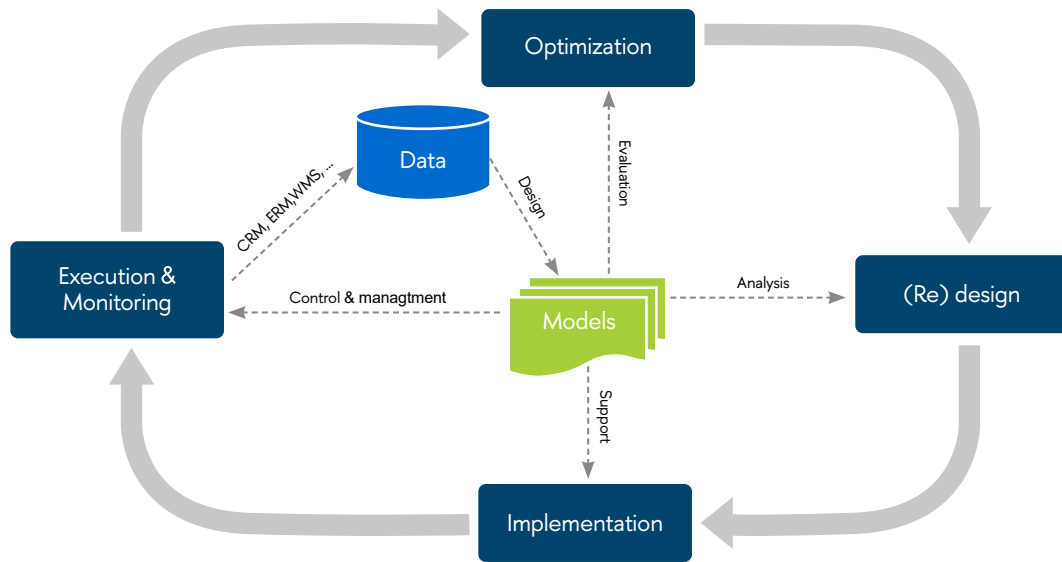 Optimization
Data
Evaluation
Design
CRM, ERM,WMS, ...
Execution &
Monitoring
Control & managtment
Models
Analysis
(Re) design
Support
Implementation